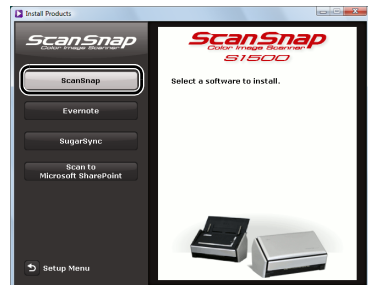 Install Products
ScanSnap
Color Image Scanner
ScanSnap
Evernote
SugarSync
Scan to
Microsoft SharePoint
Setup Menu
ScanSnap
Color Image Scanner
S1500
Select a software to install.